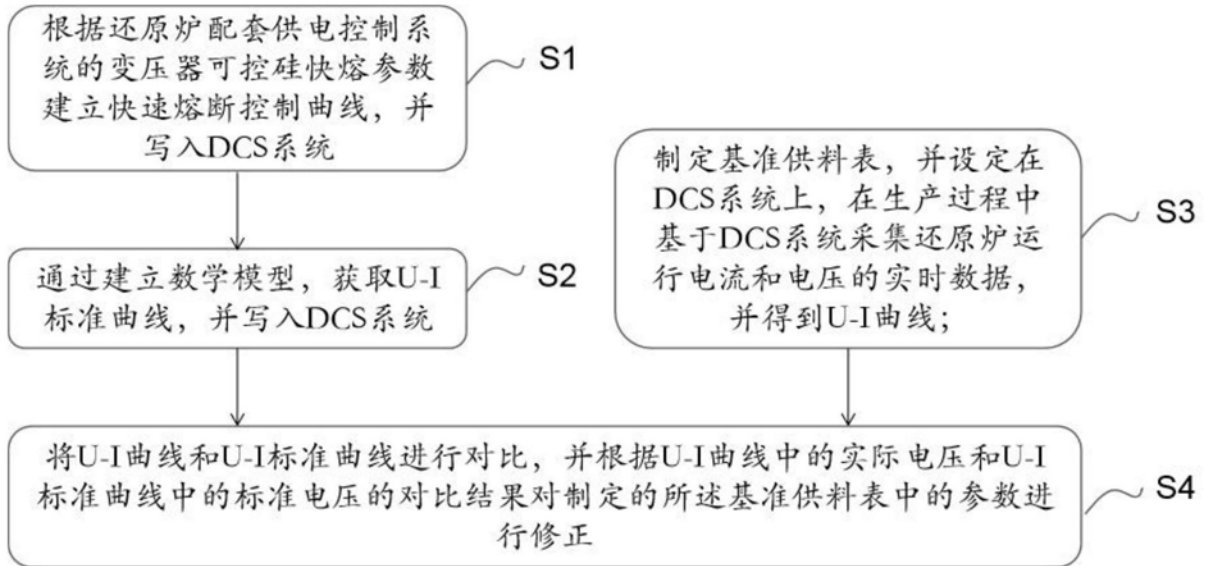 根据还原炉配套供电控制系
统的变压器可控硅快熔参数
建立快速熔断控制曲线，并
写入DCS系统
S1
通过建立数学模型，获取U-I
标准曲线，并写入DCS系统
S2
制定基准供料表，并设定在
DCS系统上，在生产过程中
基于DCS系统采集还原炉运
行电流和电压的实时数据，
并得到U-I曲线；
S3
将U-I曲线和U-I标准曲线进行对比，并根据U-I曲线中的实际电压和U-I
标准曲线中的标准电压的对比结果对制定的所述基准供料表中的参数进
行修正
S4